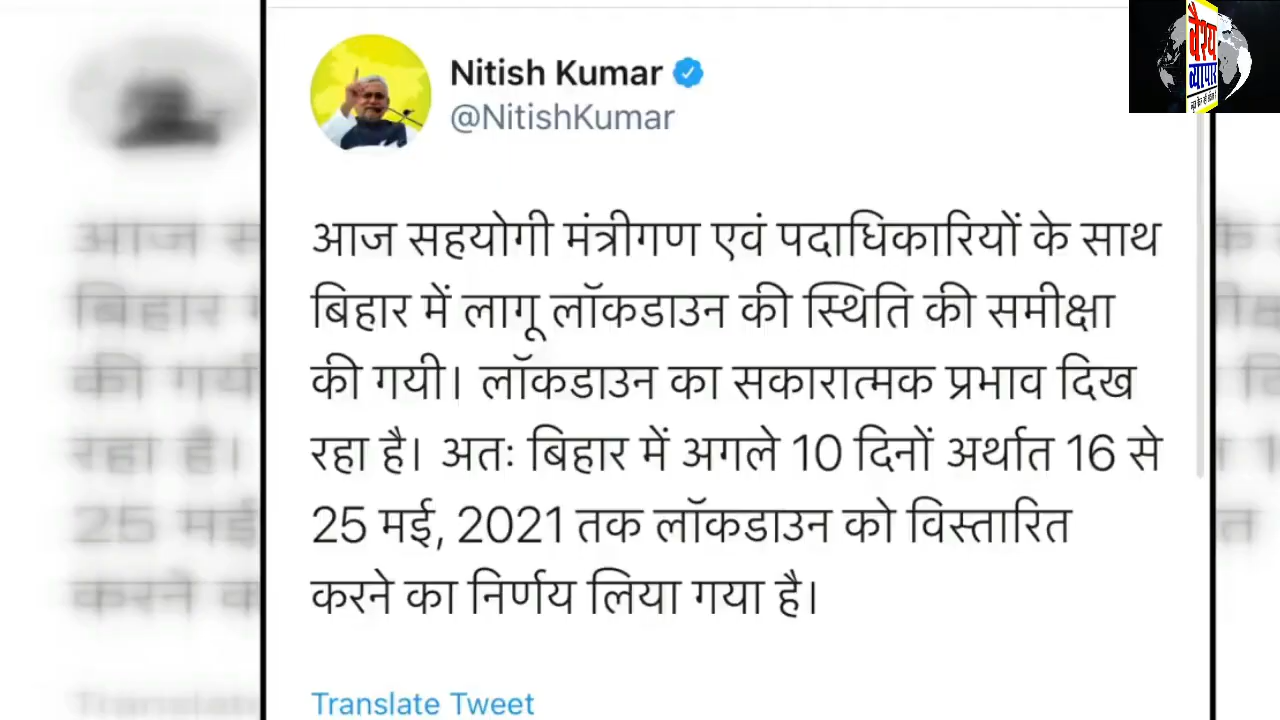 Nitish Kumar
@NitishKumar
आज सहयोगी मंत्रीगण एवं पदाधिकारियों के साथ
बिहार में लागू लॉकडाउन की स्थिति की समीक्षा
की गयी। लॉकडाउन का सकारात्मक प्रभाव दिख
रहा है। अतः बिहार में अगले 10 दिनों अर्थात 16 से
25 मई, 2021 तक लॉकडाउन को विस्तारित
करने का निर्णय लिया गया है।
Translate Tweet
वैश्य
व्यापार